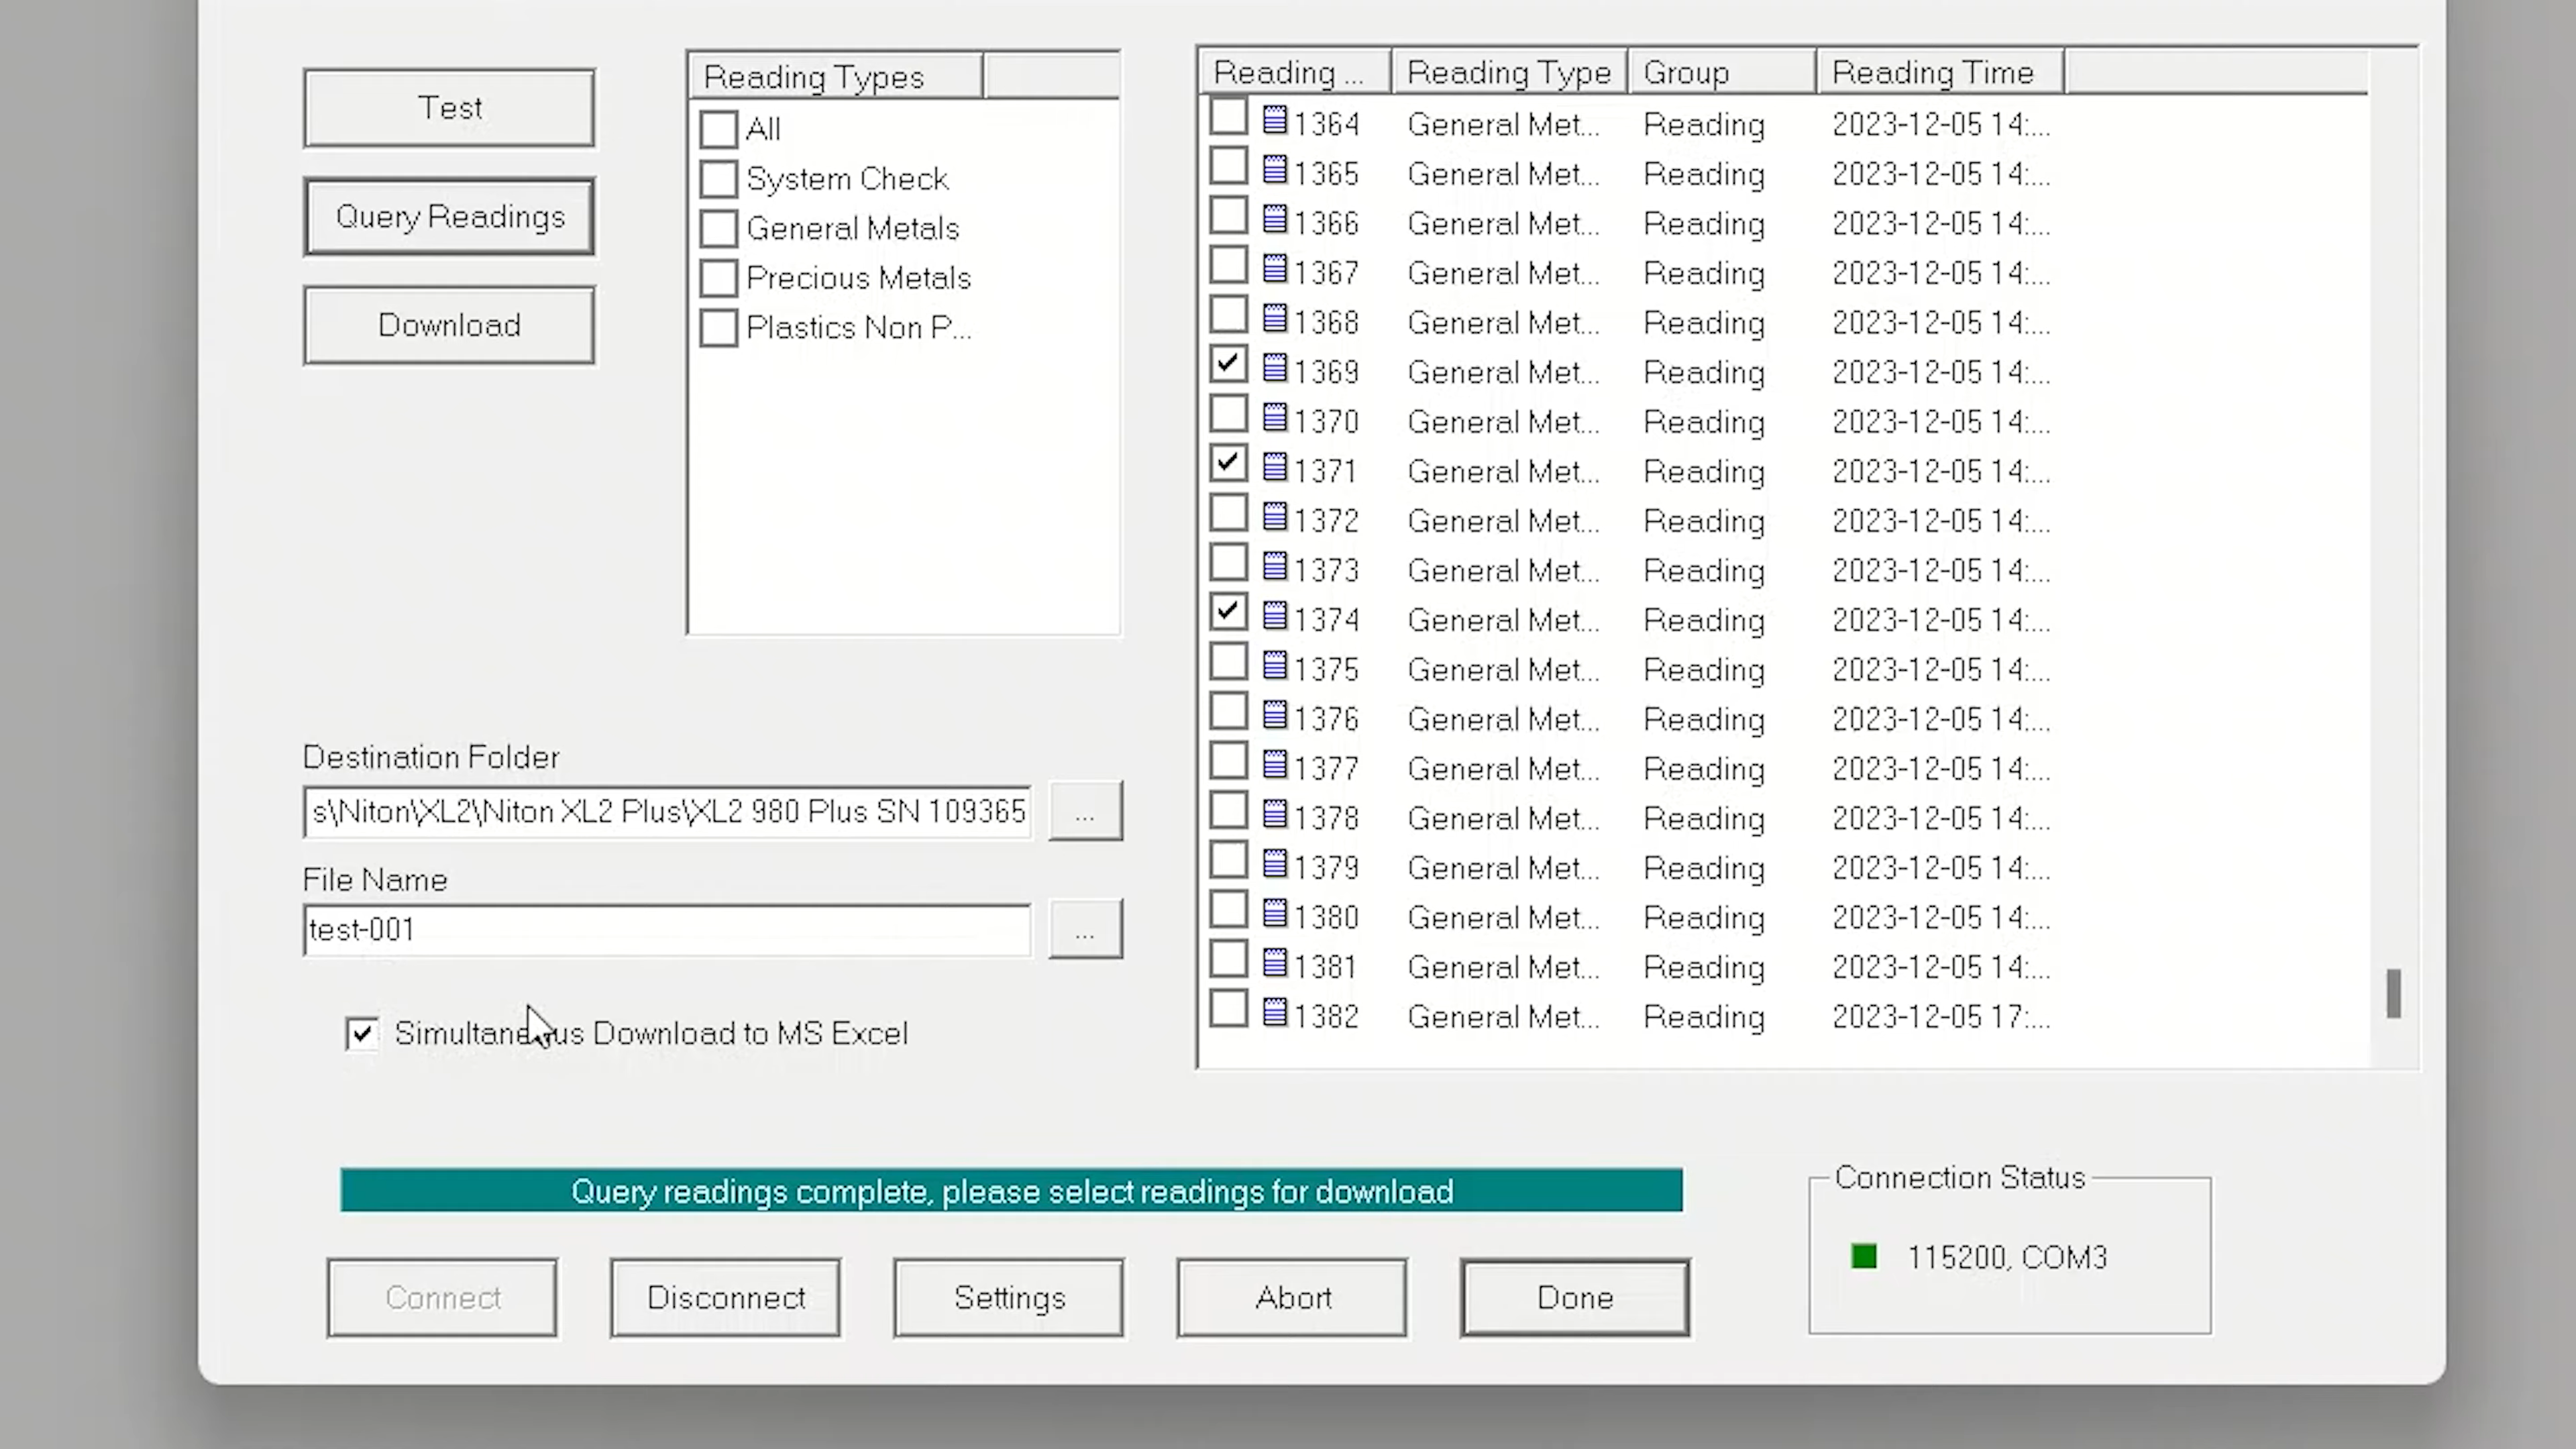 Test
Query Readings
Download
Reading Types
All
System Check
General Metals
Precious Metals
Plastics Non P...
Destination Folder
s\Niton\XL2\Niton XL2 Plus\XL2 980 Plus SN 109365
...
File Name
test-001
...
Simultaneous Download to MS Excel
Reading ... Reading Type Group Reading Time
1364 General Met... Reading 2023-12-05 14:...
1365 General Met... Reading 2023-12-05 14:...
1366 General Met... Reading 2023-12-05 14:...
1367 General Met... Reading 2023-12-05 14:...
1368 General Met... Reading 2023-12-05 14:...
1369 General Met... Reading 2023-12-05 14:...
1370 General Met... Reading 2023-12-05 14:...
1371 General Met... Reading 2023-12-05 14:...
1372 General Met... Reading 2023-12-05 14:...
1373 General Met... Reading 2023-12-05 14:...
1374 General Met... Reading 2023-12-05 14:...
1375 General Met... Reading 2023-12-05 14:...
1376 General Met... Reading 2023-12-05 14:...
1377 General Met... Reading 2023-12-05 14:...
1378 General Met... Reading 2023-12-05 14:...
1379 General Met... Reading 2023-12-05 14:...
1380 General Met... Reading 2023-12-05 14:...
1381 General Met... Reading 2023-12-05 14:...
1382 General Met... Reading 2023-12-05 17:...
Query readings complete, please select readings for download
Connect Disconnect Settings Abort Done
Connection Status
115200, COM3